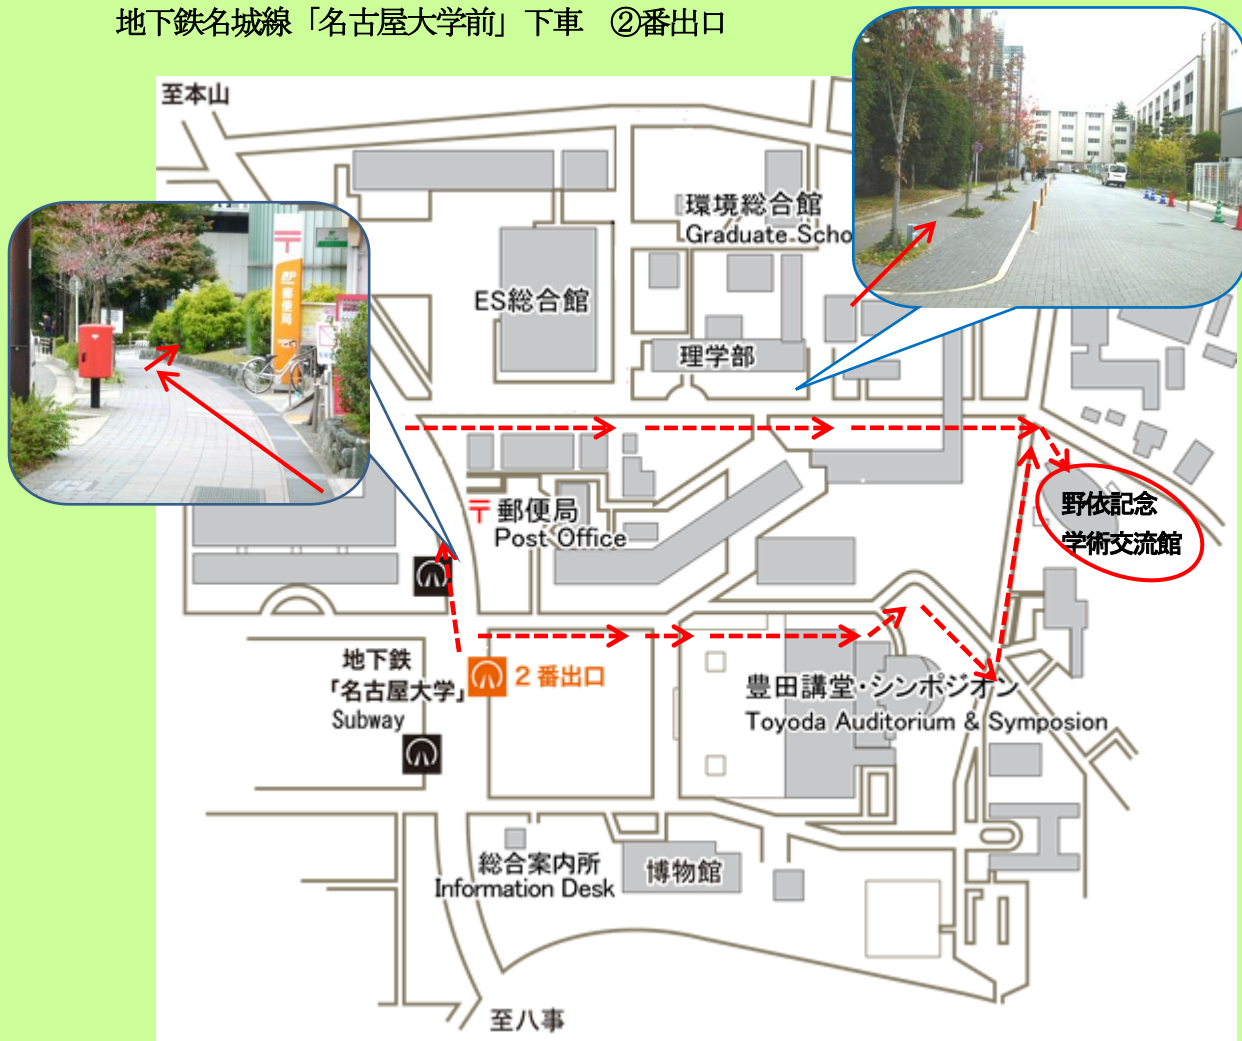 地下鉄名城線「名古屋大学前」下車　②番出口
至本山
環境総合館
Graduate Scho
ES総合館
理学部
郵便局
〒郵便局
Post Office
野依記念
学術交流館
地下鉄
「名古屋大学」
Subway
2番出口
豊田講堂・シンポジオン
Toyoda Auditorium & Symposion
総合案内所
Information Desk
博物館
至八事